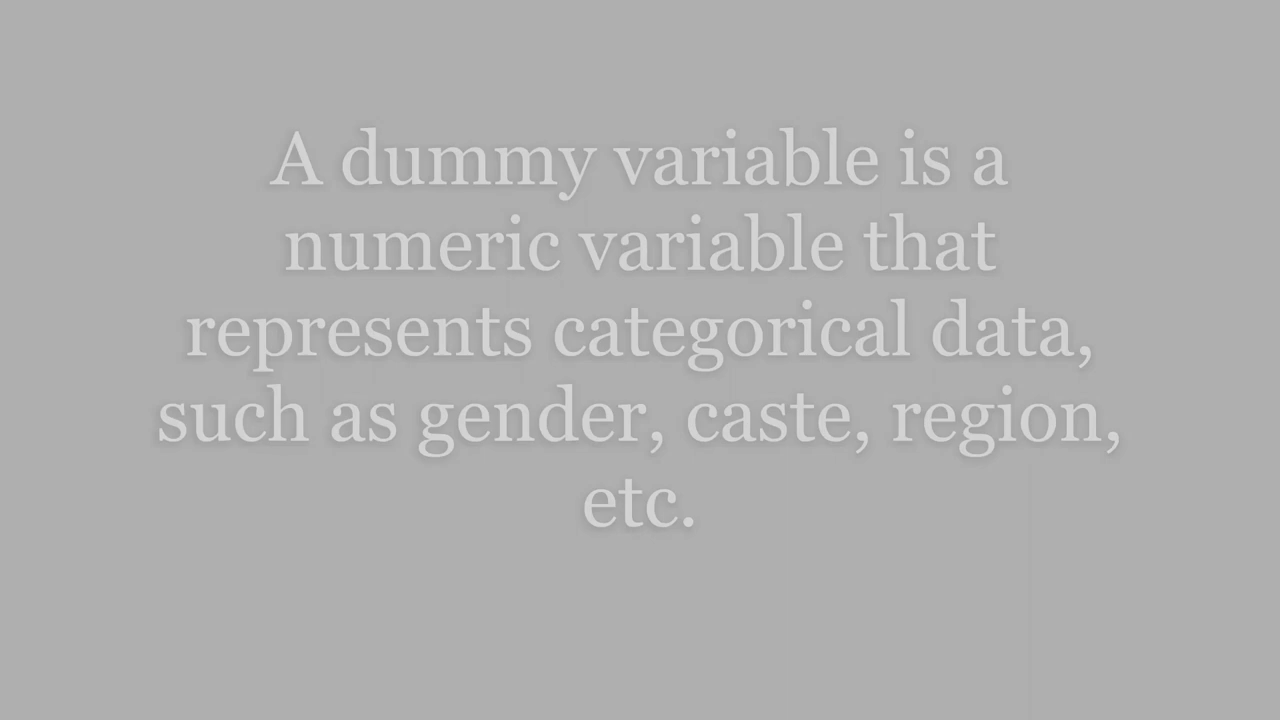 A dummy variable is a
numeric variable that
represents categorical data,
such as gender, caste, region,
etc.